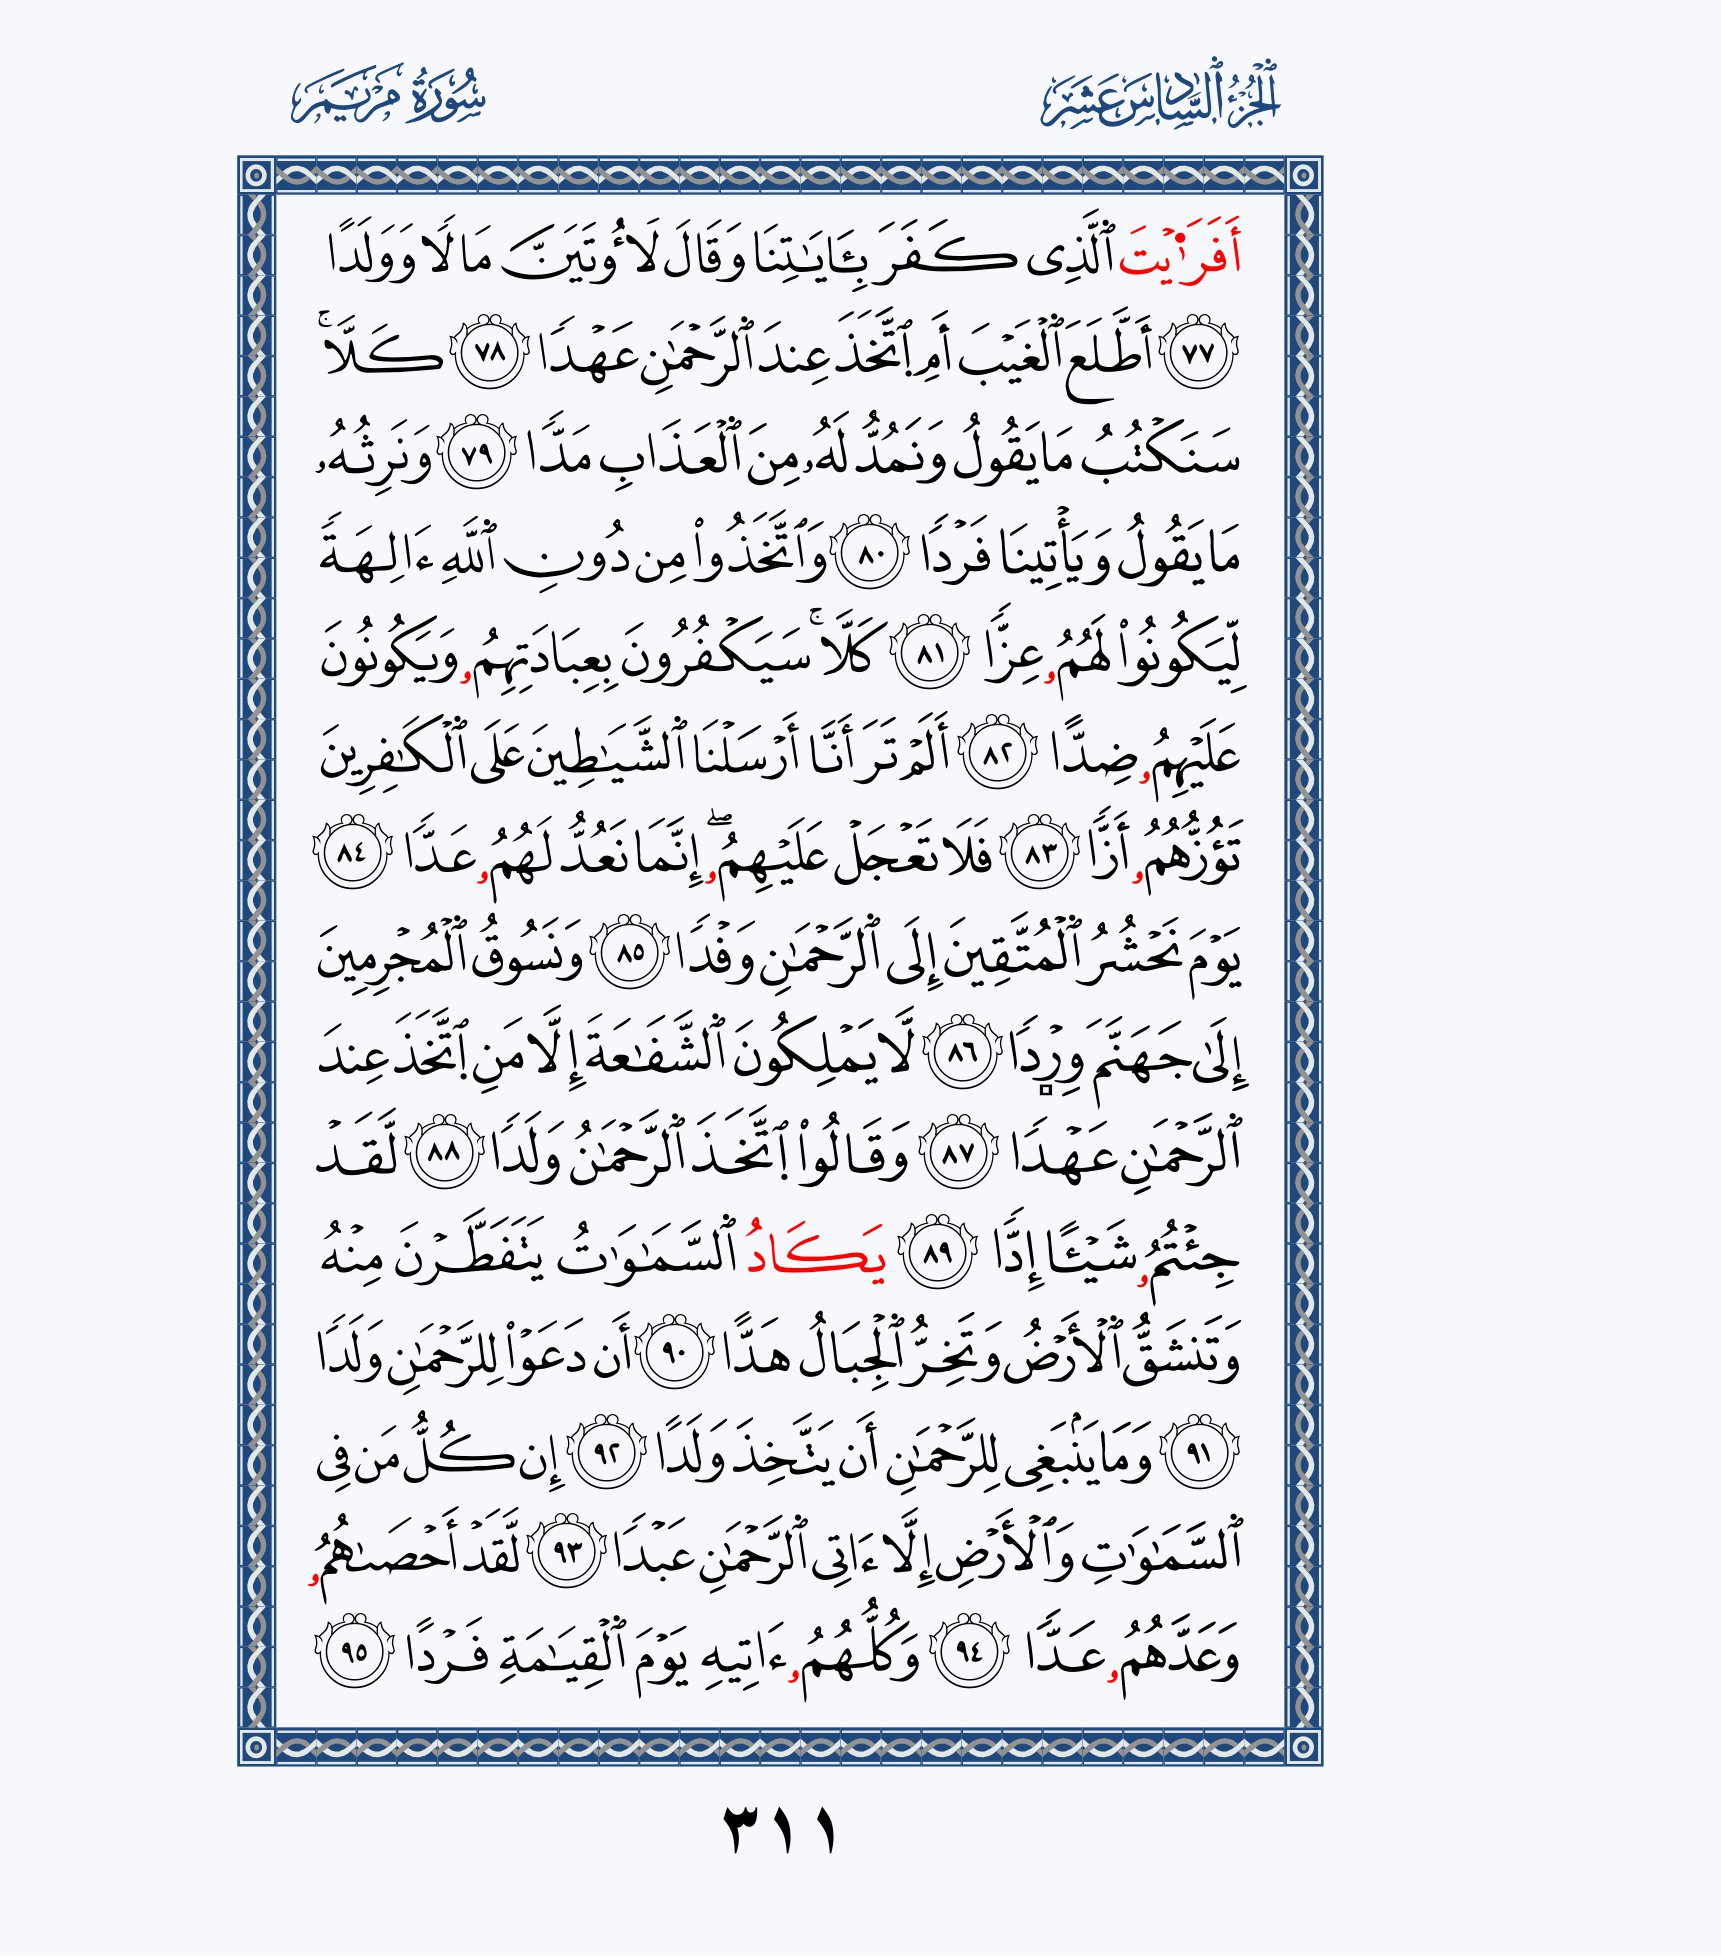 ٱلْجُزْءُ ٱلسَّادِسَ عَشَرَ
سُورَةُ مَرْيَمَ
أَفَرَٰيْتَ ٱلَّذِى كَفَرَ بِـَٔايَٰتِنَا وَقَالَ لَأُوتَيَنَّ مَالًا وَوَلَدًا
٧٧ أَطَّلَعَ ٱلْغَيْبَ أَمِ ٱتَّخَذَ عِندَ ٱلرَّحْمَٰنِ عَهْدًا ٧٨ كَلَّاۚ
سَنَكْتُبُ مَا يَقُولُ وَنَمُدُّ لَهُۥ مِنَ ٱلْعَذَابِ مَدًّا ٧٩ وَنَرِثُهُۥ
مَا يَقُولُ وَيَأْتِينَا فَرْدًا ٨٠ وَٱتَّخَذُوا۟ مِن دُونِ ٱللَّهِ ءَالِهَةً
لِّيَكُونُوا۟ لَهُمُۥ عِزًّا ٨١ كَلَّاۚ سَيَكْفُرُونَ بِعِبَادَتِهِمُۥ وَيَكُونُونَ
عَلَيْهِمُۥ ضِدًّا ٨٢ أَلَمْ تَرَ أَنَّا أَرْسَلْنَا ٱلشَّيَٰطِينَ عَلَى ٱلْكَٰفِرِينَ
تَؤُزُّهُمُۥ أَزًّا ٨٣ فَلَا تَعْجَلْ عَلَيْهِمُۥۖ إِنَّمَا نَعُدُّ لَهُمُۥ عَدًّا ٨٤
يَوْمَ نَحْشُرُ ٱلْمُتَّقِينَ إِلَى ٱلرَّحْمَٰنِ وَفْدًا ٨٥ وَنَسُوقُ ٱلْمُجْرِمِينَ
إِلَىٰ جَهَنَّمَ وِرْدًا ٨٦ لَّا يَمْلِكُونَ ٱلشَّفَٰعَةَ إِلَّا مَنِ ٱتَّخَذَ عِندَ
ٱلرَّحْمَٰنِ عَهْدًا ٨٧ وَقَالُوا۟ ٱتَّخَذَ ٱلرَّحْمَٰنُ وَلَدًا ٨٨ لَّقَدْ
جِئْتُمُۥ شَيْـًٔا إِدًّا ٨٩ يَكَادُ ٱلسَّمَٰوَٰتُ يَتَفَطَّرْنَ مِنْهُ
وَتَنشَقُّ ٱلْأَرْضُ وَتَخِرُّ ٱلْجِبَالُ هَدًّا ٩٠ أَن دَعَوْا۟ لِلرَّحْمَٰنِ وَلَدًا
٩١ وَمَا يَنۢبَغِى لِلرَّحْمَٰنِ أَن يَتَّخِذَ وَلَدًا ٩٢ إِن كُلُّ مَن فِى
ٱلسَّمَٰوَٰتِ وَٱلْأَرْضِ إِلَّا ءَاتِى ٱلرَّحْمَٰنِ عَبْدًا ٩٣ لَّقَدْ أَحْصَىٰهُمُۥ
وَعَدَّهُمُۥ عَدًّا ٩٤ وَكُلُّهُمُۥ ءَاتِيهِ يَوْمَ ٱلْقِيَٰمَةِ فَرْدًا ٩٥
٣١١